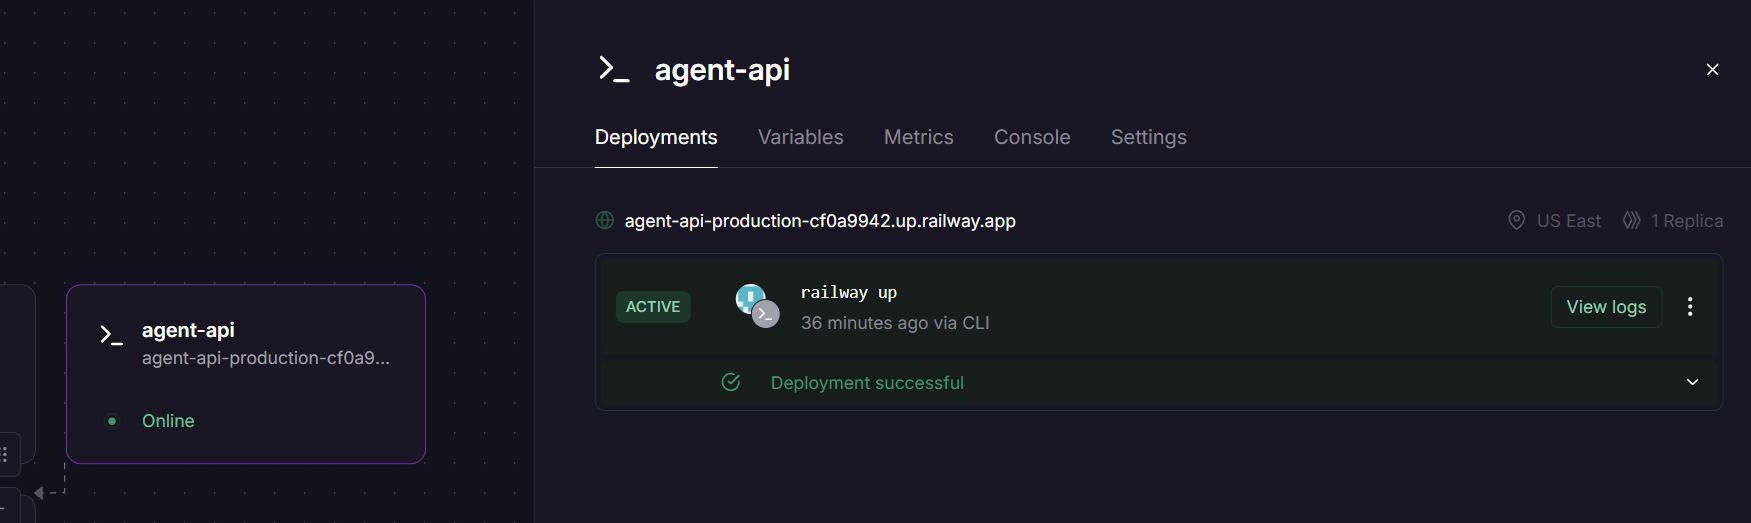 agent-api
agent-api-production-cf0a9...
Online
agent-api
Deployments Variables Metrics Console Settings
agent-api-production-cf0a9942.up.railway.app US East 1 Replica
ACTIVE railway up View logs
36 minutes ago via CLI
Deployment successful